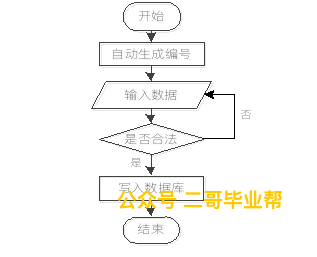 开始
自动生成编号
输入数据
否
是否合法
是
写入数据库
公众号 二哥毕业帮
结束